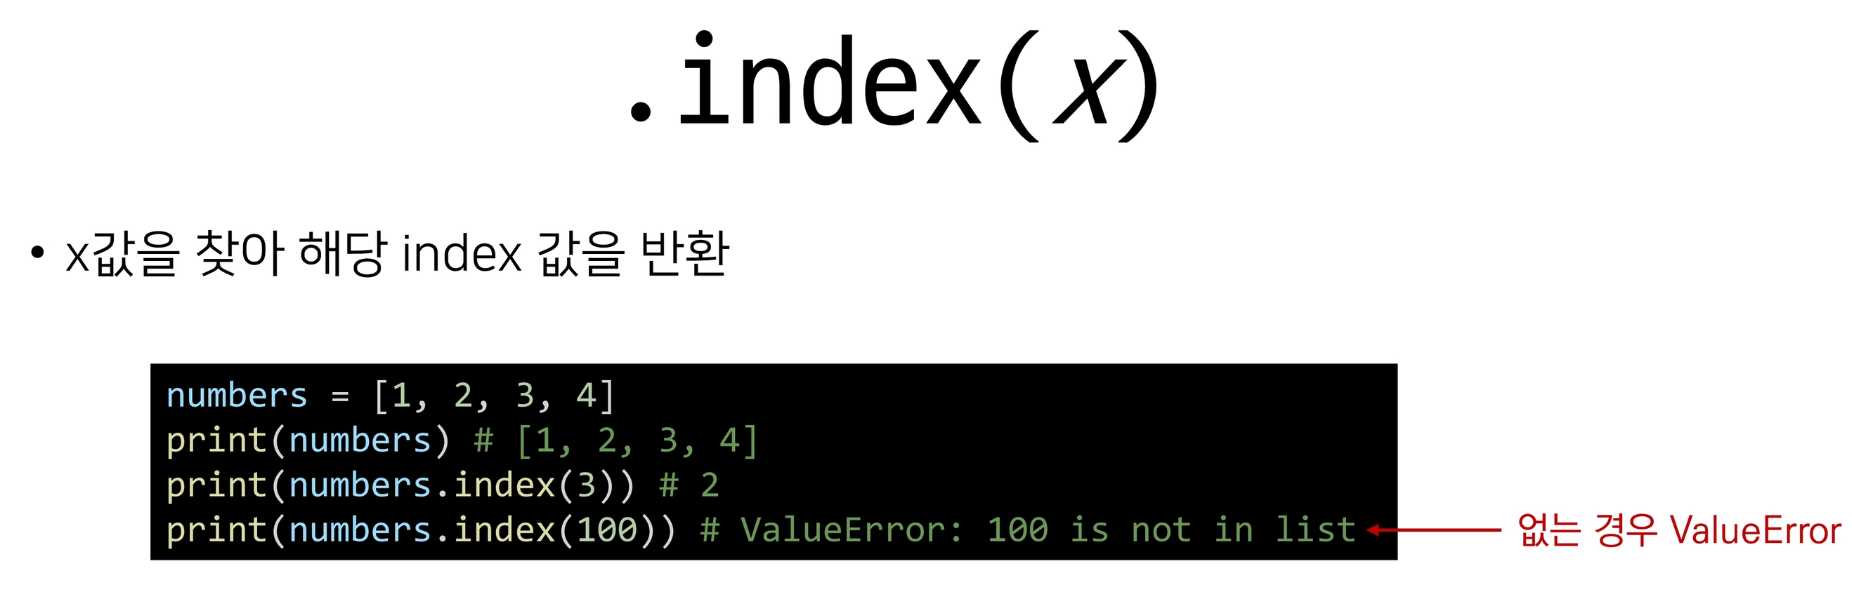 .index(x)
• x값을 찾아 해당 index 값을 반환
numbers = [1, 2, 3, 4]
print(numbers) # [1, 2, 3, 4]
print(numbers.index(3)) # 2
print(numbers.index(100)) # ValueError: 100 is not in list
없는 경우 ValueError